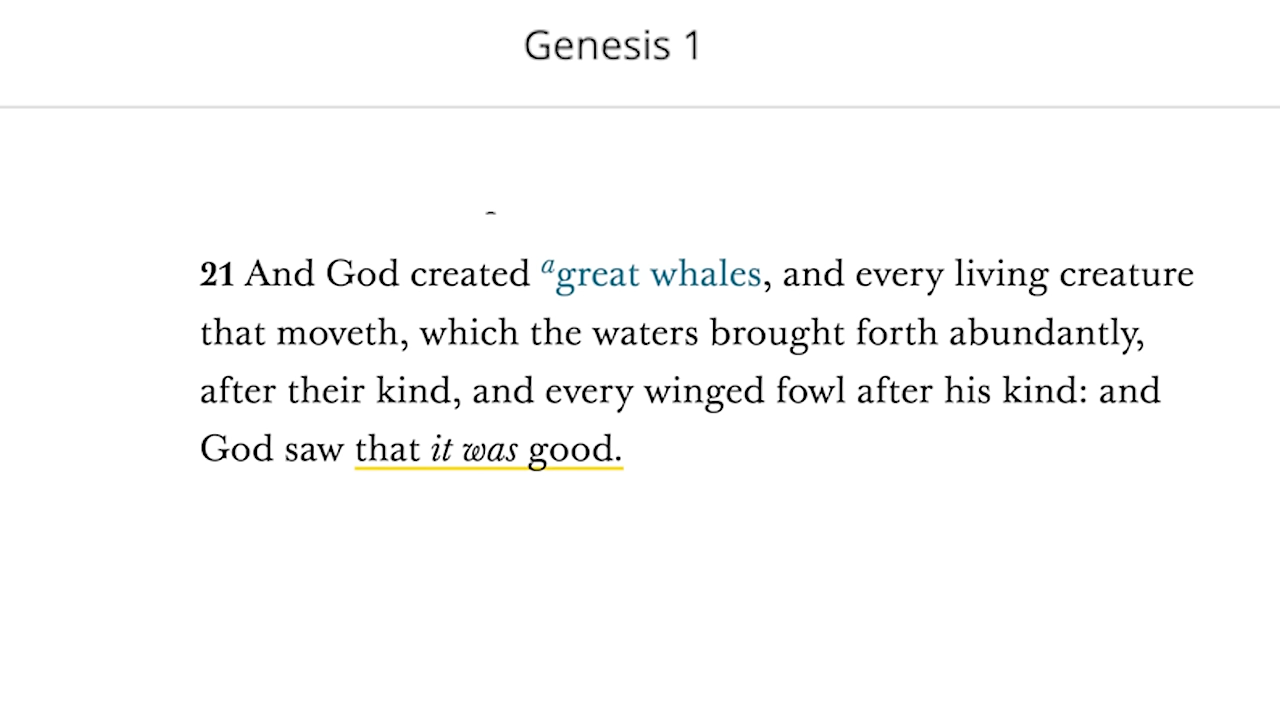 Genesis 1
21 And God created ᵃgreat whales, and every living creature
that moveth, which the waters brought forth abundantly,
after their kind, and every winged fowl after his kind: and
God saw that it was good.